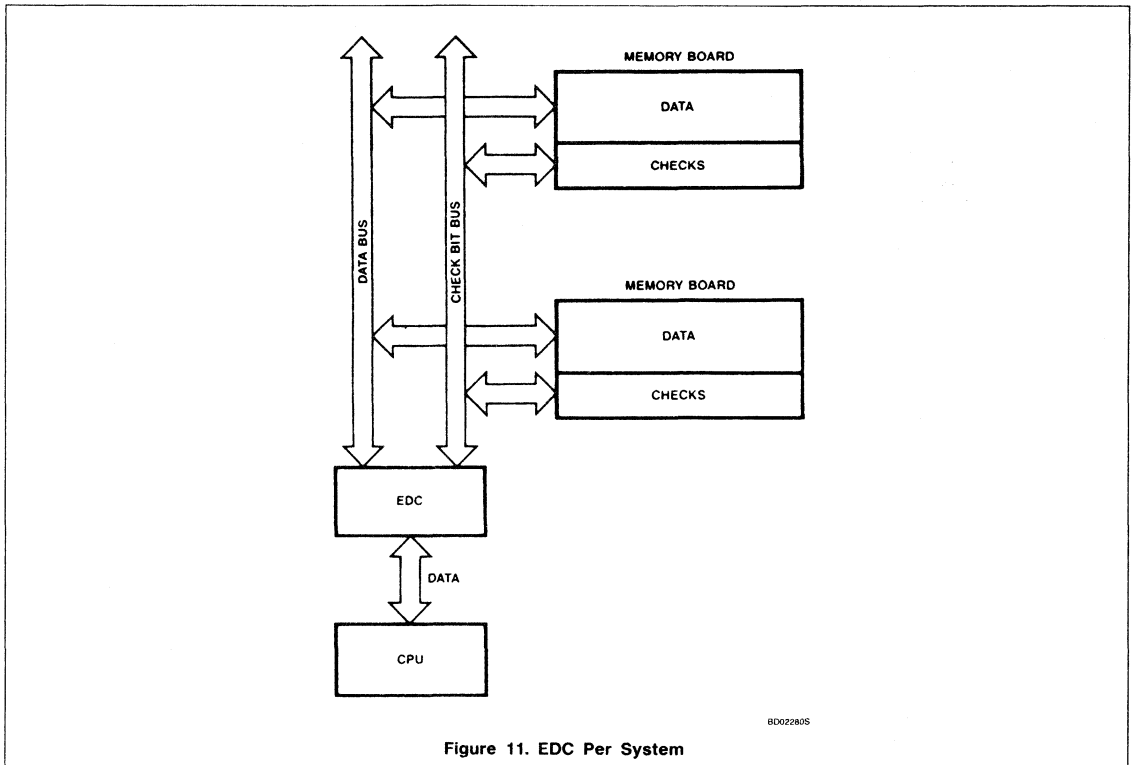 MEMORY BOARD
DATA
CHECKS
DATA BUS
CHECK BIT BUS
MEMORY BOARD
DATA
CHECKS
EDC
DATA
CPU
BD02280S
Figure 11. EDC Per System